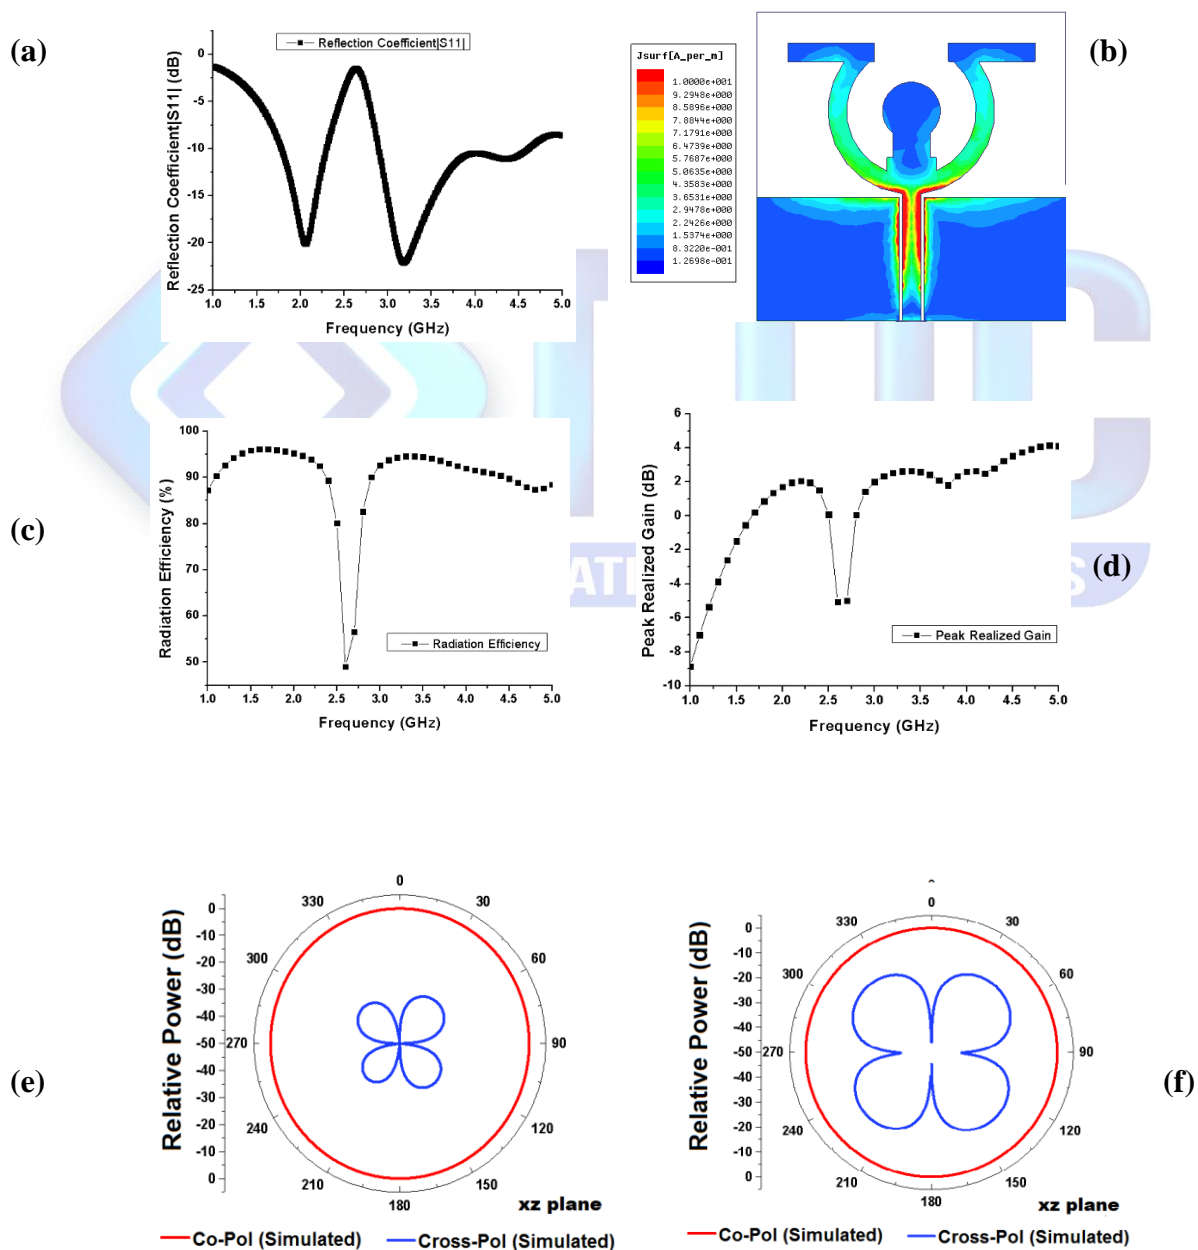 (a)
Reflection Coefficient|S11|
Reflection Coefficient|S11| (dB)
0
-5
-10
-15
-20
-25
1.0 1.5 2.0 2.5 3.0 3.5 4.0 4.5 5.0
Frequency (GHz)
(b)
Jsurf[A_per_m]
1.0000e+001
9.2948e+000
8.5896e+000
7.8844e+000
7.1791e+000
6.4739e+000
5.7687e+000
5.0635e+000
4.3583e+000
3.6531e+000
2.9478e+000
2.2426e+000
1.5374e+000
8.3220e-001
1.2698e-001
(c)
Radiation Efficiency (%)
100
90
80
70
60
50
Radiation Efficiency
1.0 1.5 2.0 2.5 3.0 3.5 4.0 4.5 5.0
Frequency (GHz)
(d)
Peak Realized Gain (dB)
6
4
2
0
-2
-4
-6
-8
-10
Peak Realized Gain
1.0 1.5 2.0 2.5 3.0 3.5 4.0 4.5 5.0
Frequency (GHz)
(e)
Relative Power (dB)
0
-10
-20
-30
-40
-50
-40
-30
-20
-10
0
0
30
60
90
120
150
180
210
240
270
300
330
xz plane
Co-Pol (Simulated) Cross-Pol (Simulated)
(f)
Relative Power (dB)
0
-10
-20
-30
-40
-50
-40
-30
-20
-10
0
0
30
60
90
120
150
180
210
240
270
300
330
xz plane
Co-Pol (Simulated) Cross-Pol (Simulated)